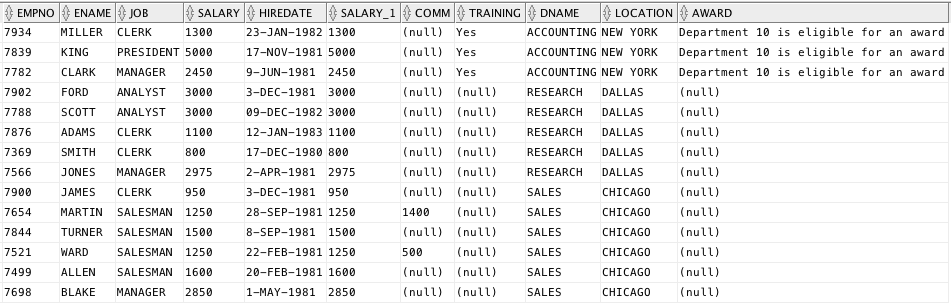 EMPNO ENAME JOB SALARY HIREDATE SALARY_1 COMM TRAINING DNAME LOCATION AWARD
7934 MILLER CLERK 1300 23-JAN-1982 1300 (null) Yes ACCOUNTING NEW YORK Department 10 is eligible for an award
7839 KING PRESIDENT 5000 17-NOV-1981 5000 (null) Yes ACCOUNTING NEW YORK Department 10 is eligible for an award
7782 CLARK MANAGER 2450 9-JUN-1981 2450 (null) Yes ACCOUNTING NEW YORK Department 10 is eligible for an award
7902 FORD ANALYST 3000 3-DEC-1981 3000 (null) (null) RESEARCH DALLAS (null)
7788 SCOTT ANALYST 3000 09-DEC-1982 3000 (null) (null) RESEARCH DALLAS (null)
7876 ADAMS CLERK 1100 12-JAN-1983 1100 (null) (null) RESEARCH DALLAS (null)
7369 SMITH CLERK 800 17-DEC-1980 800 (null) (null) RESEARCH DALLAS (null)
7566 JONES MANAGER 2975 2-APR-1981 2975 (null) (null) RESEARCH DALLAS (null)
7900 JAMES CLERK 950 3-DEC-1981 950 (null) (null) SALES CHICAGO (null)
7654 MARTIN SALESMAN 1250 28-SEP-1981 1250 1400 (null) SALES CHICAGO (null)
7844 TURNER SALESMAN 1500 8-SEP-1981 1500 (null) (null) SALES CHICAGO (null)
7521 WARD SALESMAN 1250 22-FEB-1981 1250 500 (null) SALES CHICAGO (null)
7499 ALLEN SALESMAN 1600 20-FEB-1981 1600 (null) (null) SALES CHICAGO (null)
7698 BLAKE MANAGER 2850 1-MAY-1981 2850 (null) (null) SALES CHICAGO (null)